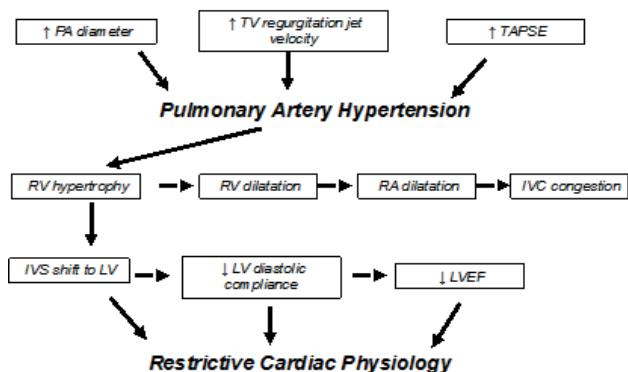 ↑ PA diameter
↑ TV regurgitation jet
velocity
↑ TAPSE
Pulmonary Artery Hypertension
RV hypertrophy
RV dilatation
RA dilatation
IVC congestion
IVS shift to LV
↓ LV diastolic
compliance
↓ LVEF
Restrictive Cardiac Physiology